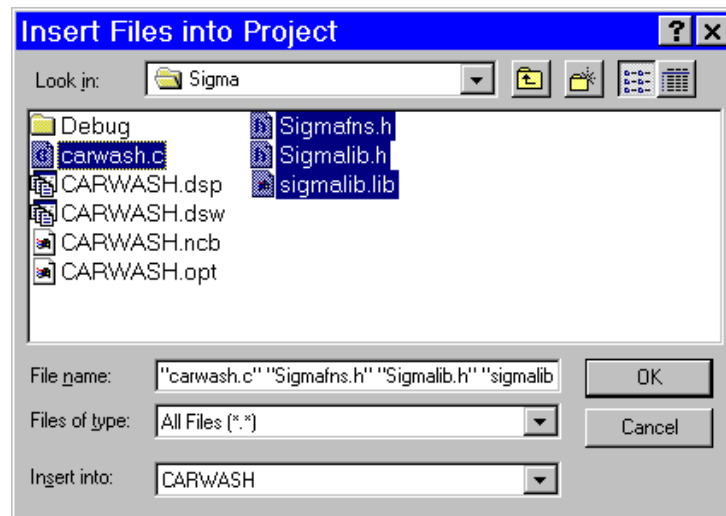 Insert Files into Project
Look in: Sigma
Debug
carwash.c
CARWASH.dsp
CARWASH.dsw
CARWASH.ncb
CARWASH.opt
Sigmafns.h
Sigmalib.h
sigmalib.lib
File name: "carwash.c" "Sigmafns.h" "Sigmalib.h" "sigmalib
OK
Files of type: All Files (*.*)
Cancel
Insert into: CARWASH